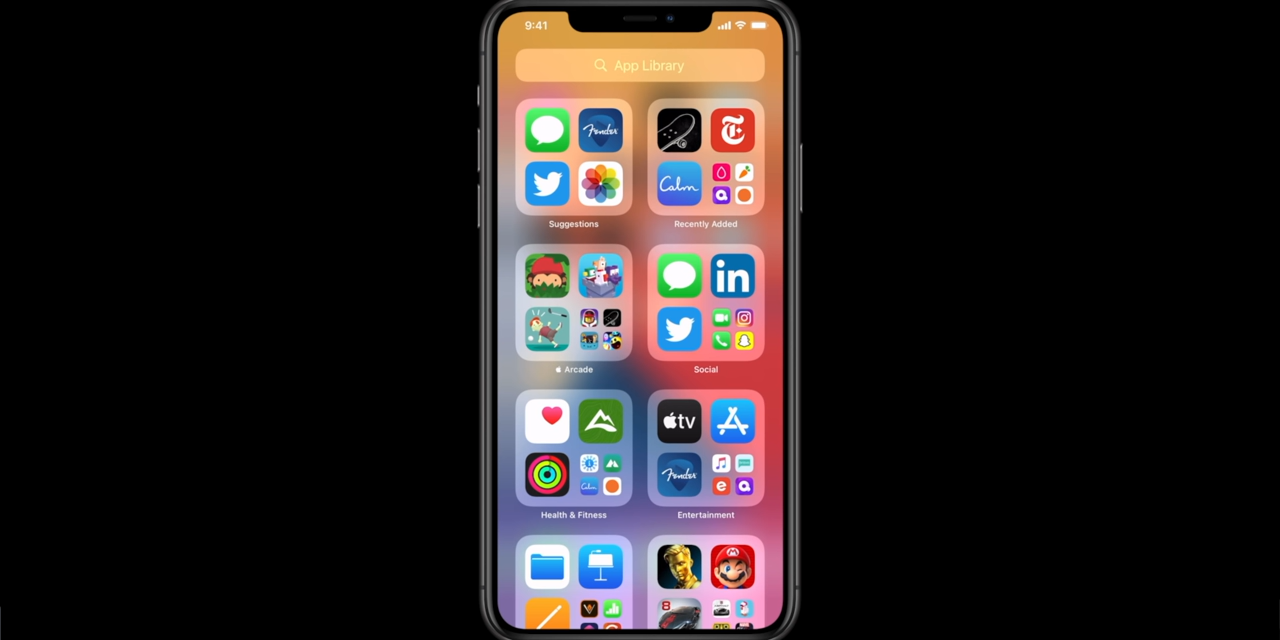 9:41
App Library
Fender
Calm
Suggestions
Recently Added
in
Arcade
Social
tv
Calm
Fender
e
Health & Fitness
Entertainment